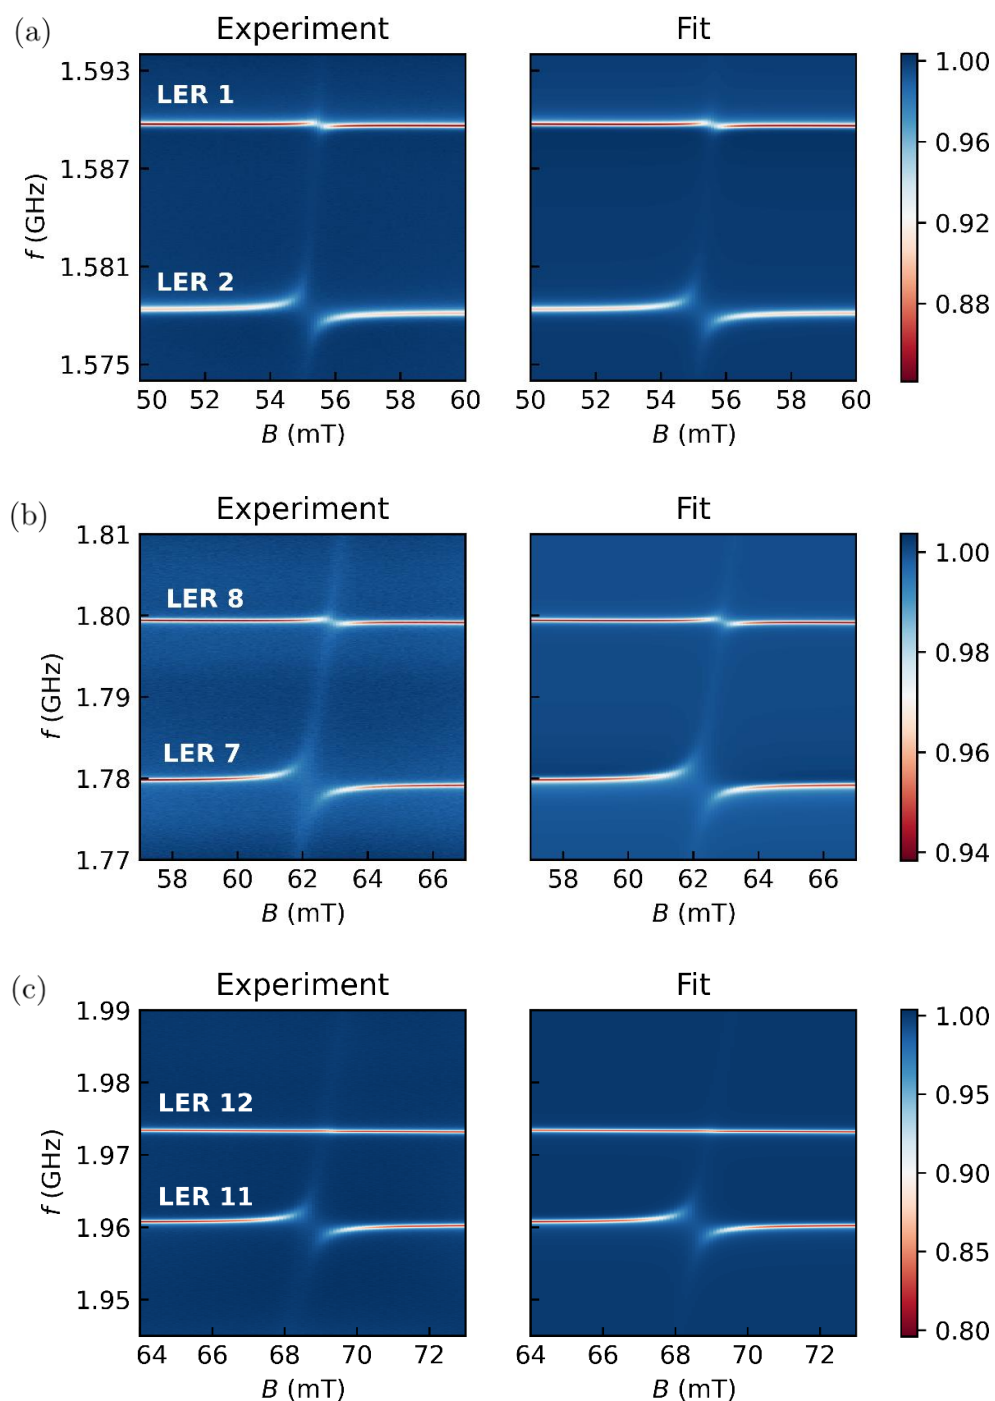 (a)
Experiment
Fit
1.593
1.587
1.581
1.575
f (GHz)
LER 1
LER 2
50 52 54 56 58 60
B (mT)
50 52 54 56 58 60
B (mT)
1.00
0.96
0.92
0.88
(b)
Experiment
Fit
1.81
1.80
1.79
1.78
1.77
f (GHz)
LER 8
LER 7
58 60 62 64 66
B (mT)
58 60 62 64 66
B (mT)
1.00
0.98
0.96
0.94
(c)
Experiment
Fit
1.99
1.98
1.97
1.96
1.95
f (GHz)
LER 12
LER 11
64 66 68 70 72
B (mT)
64 66 68 70 72
B (mT)
1.00
0.95
0.90
0.85
0.80